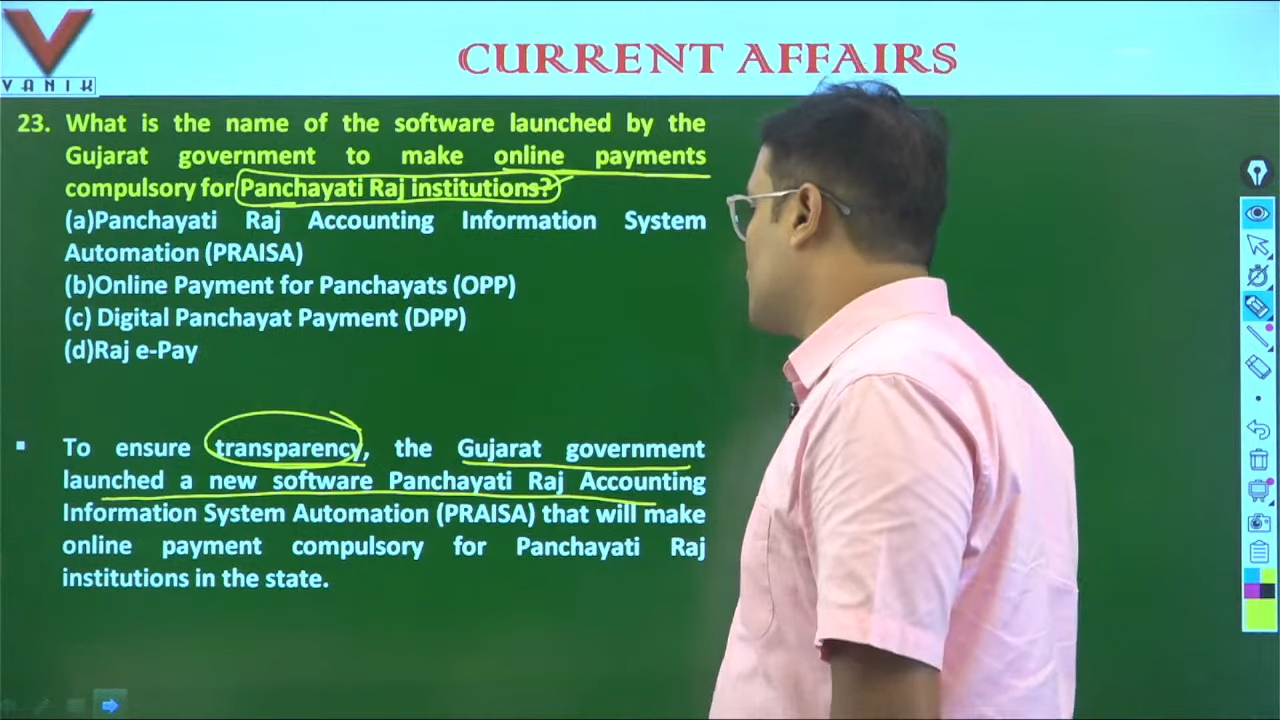 VANIK
CURRENT AFFAIRS
23. What is the name of the software launched by the
Gujarat government to make online payments
compulsory for Panchayati Raj institutions?
(a)Panchayati Raj Accounting Information System
Automation (PRAISA)
(b)Online Payment for Panchayats (OPP)
(c) Digital Panchayat Payment (DPP)
(d)Raj e-Pay
▪ To ensure transparency, the Gujarat government
launched a new software Panchayati Raj Accounting
Information System Automation (PRAISA) that will make
online payment compulsory for Panchayati Raj
institutions in the state.